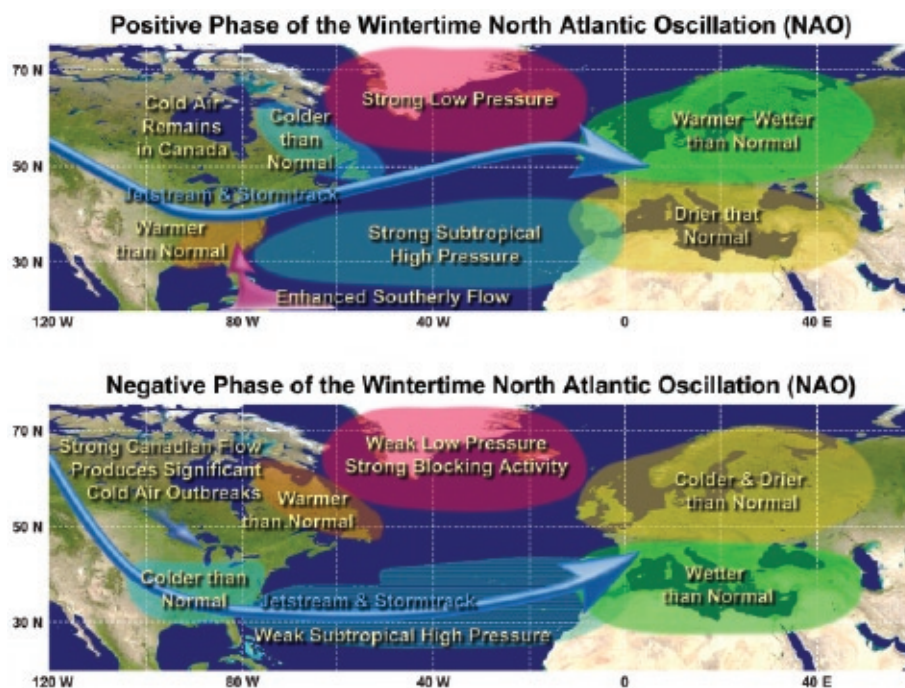 Positive Phase of the Wintertime North Atlantic Oscillation (NAO)
70 N
50 N
30 N
Cold Air
Remains
in Canada
Colder
than
Normal
Strong Low Pressure
Warmer Wetter
than Normal
Jetstream & Stormtrack
Warmer
than Normal
Strong Subtropical
High Pressure
Drier that
Normal
Enhanced Southerly Flow
120 W
80 W
40 W
0
40 E
Negative Phase of the Wintertime North Atlantic Oscillation (NAO)
70 N
50 N
30 N
Strong Canadian Flow
Produces Significant
Cold Air Outbreaks
Warmer
than Normal
Weak Low Pressure
Strong Blocking Activity
Colder & Drier
than Normal
Colder than
Normal
Jetstream & Stormtrack
Weak Subtropical High Pressure
Wetter
than Normal
120 W
80 W
40 W
0
40 E